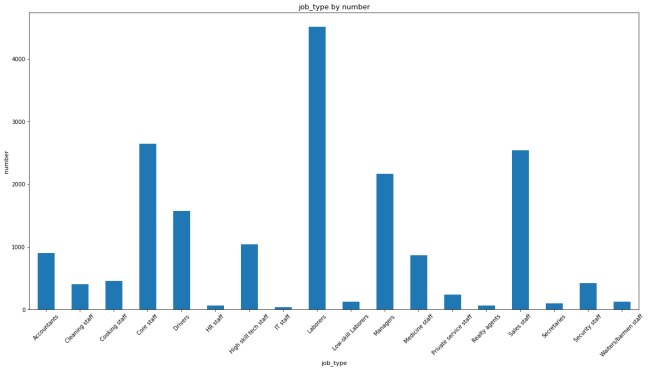 job_type by number
number
4000
3000
2000
1000
0
Accountants
Cleaning staff
Cooking staff
Core staff
Drivers
HR staff
High skill tech staff
IT staff
Laborers
Low-skill Laborers
Managers
Medicine staff
Private service staff
Realty agents
Sales staff
Secretaries
Security staff
Waiters/barmen staff
job_type